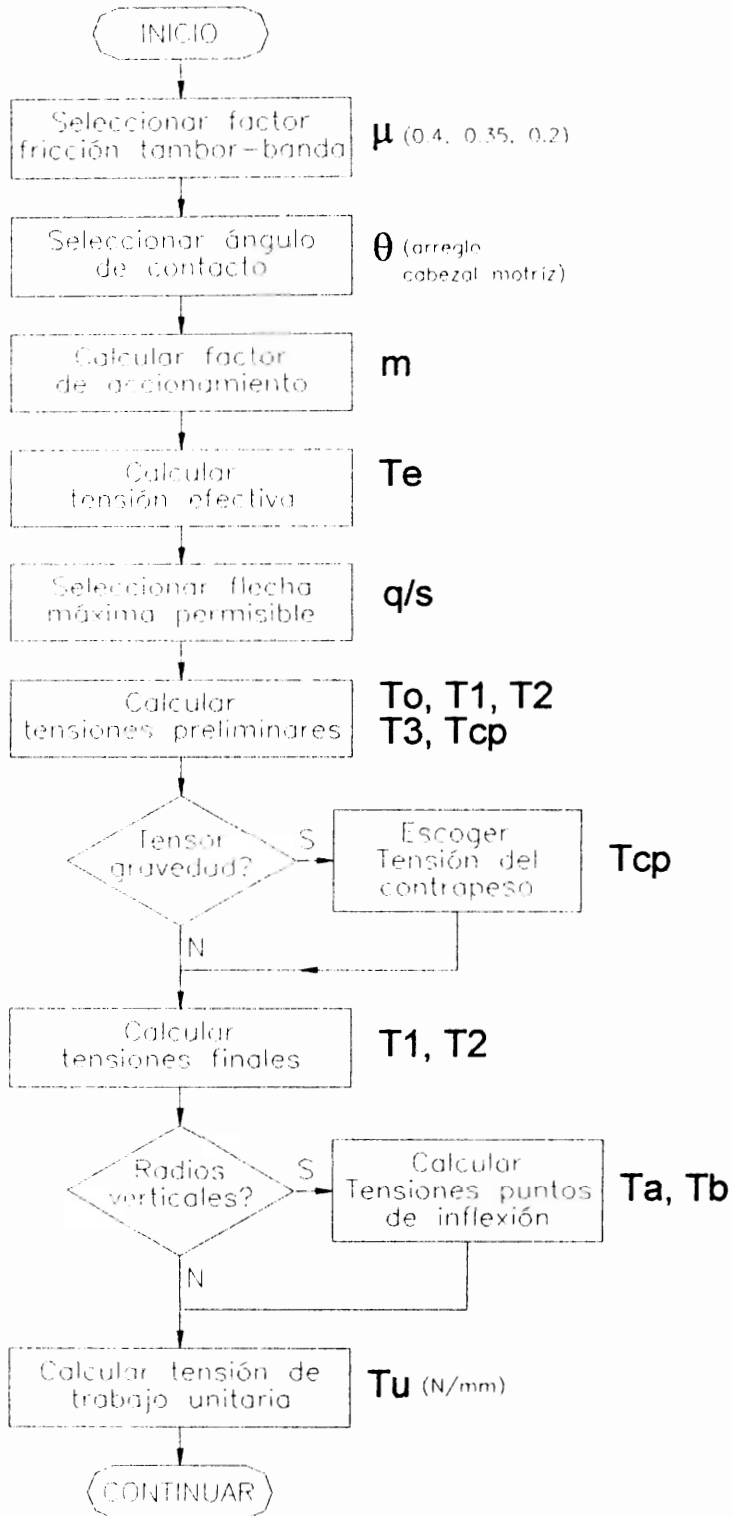 INICIO
Seleccionar factor
fricción tambor-banda
μ (0.4, 0.35, 0.2)
Seleccionar ángulo
de contacto
θ (arreglo
cabezal motriz)
Calcular factor
de accionamiento
m
Calcular
tensión efectiva
Te
Seleccionar flecha
máxima permisible
q/s
Calcular
tensiones preliminares
To, T1, T2
T3, Tcp
Tensor
gravedad?
S
Escoger
Tensión del
contrapeso
Tcp
N
Calcular
tensiones finales
T1, T2
Radios
verticales?
S
Calcular
Tensiones puntos
de inflexión
Ta, Tb
N
Calcular tensión de
trabajo unitaria
Tu (N/mm)
CONTINUAR